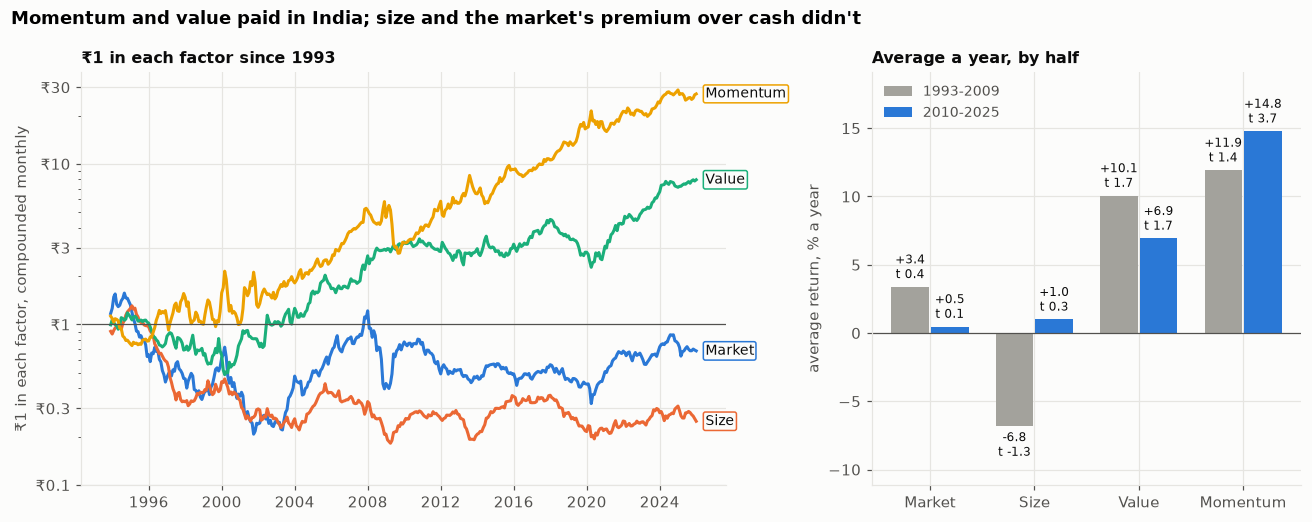 Momentum and value paid in India; size and the market's premium over cash didn't
₹1 in each factor since 1993
₹1 in each factor, compounded monthly
₹30
₹10
₹3
₹1
₹0.3
₹0.1
1996
2000
2004
2008
2012
2016
2020
2024
Momentum
Value
Market
Size
Average a year, by half
average return, % a year
15
10
5
0
−5
−10
1993-2009
2010-2025
+3.4
t 0.4
+0.5
t 0.1
-6.8
t -1.3
+1.0
t 0.3
+10.1
t 1.7
+6.9
t 1.7
+11.9
t 1.4
+14.8
t 3.7
Market
Size
Value
Momentum